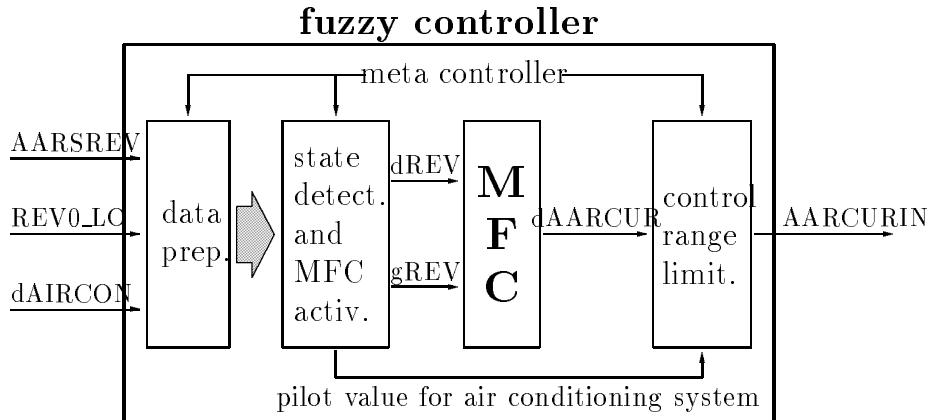 fuzzy controller
meta controller
AARSREV
REV0_LO
dAIRCON
data
prep.
state
detect.
and
MFC
activ.
dREV
gREV
M
F
C
dAARCUR
control
range
limit.
AARCURIN
pilot value for air conditioning system